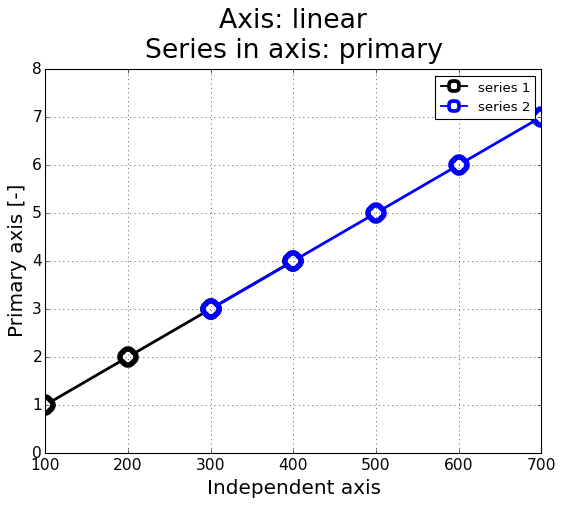 Axis: linear
Series in axis: primary
series 1
series 2
8
7
6
5
4
3
2
1
0
Primary axis [-]
100 200 300 400 500 600 700
Independent axis